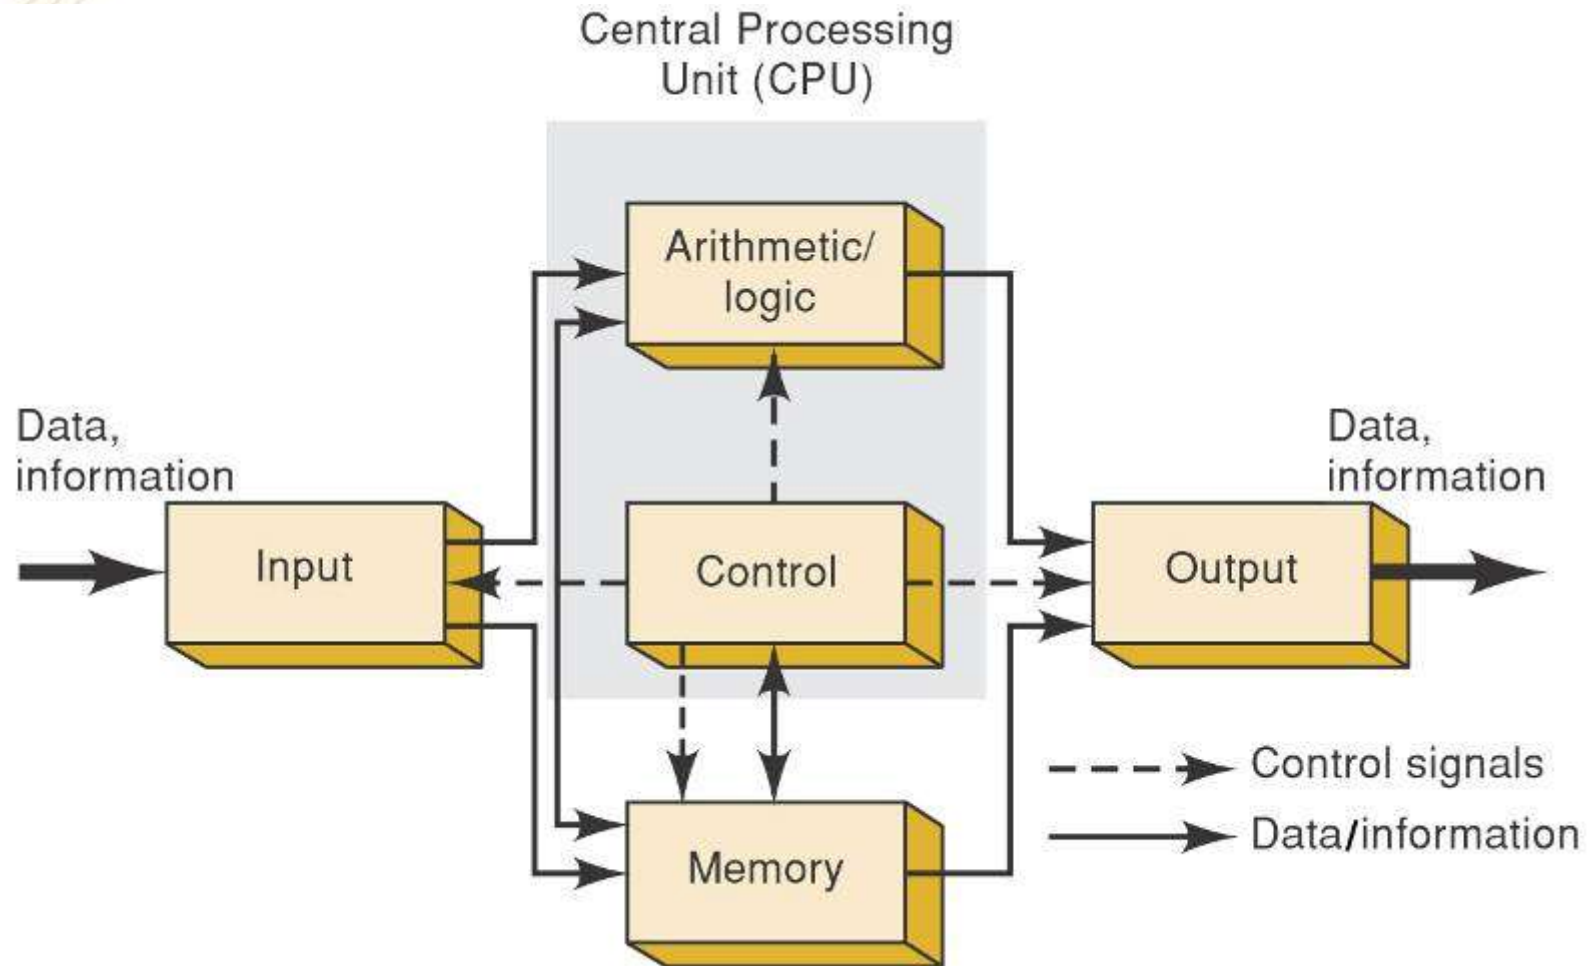 Central Processing
Unit (CPU)
Arithmetic/
logic
Data,
information
Data,
information
Input
Control
Output
Control signals
Data/information
Memory